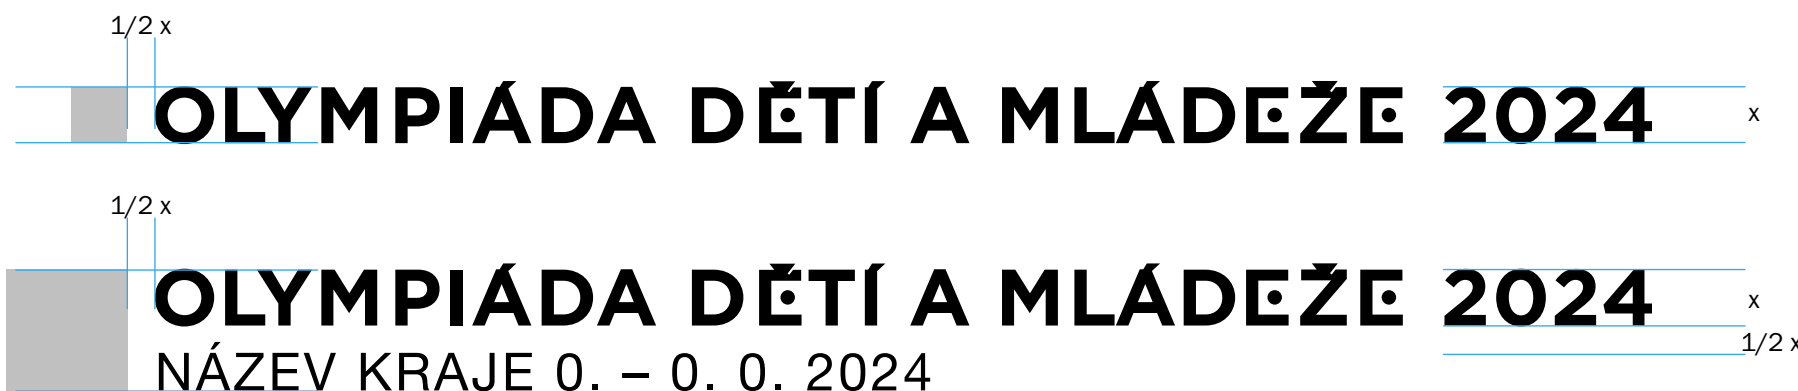 1/2 x
OLYMPIÁDA DĚTÍ A MLÁDEŽE 2024
x
1/2 x
OLYMPIÁDA DĚTÍ A MLÁDEŽE 2024
x
1/2 x
NÁZEV KRAJE 0. – 0. 0. 2024